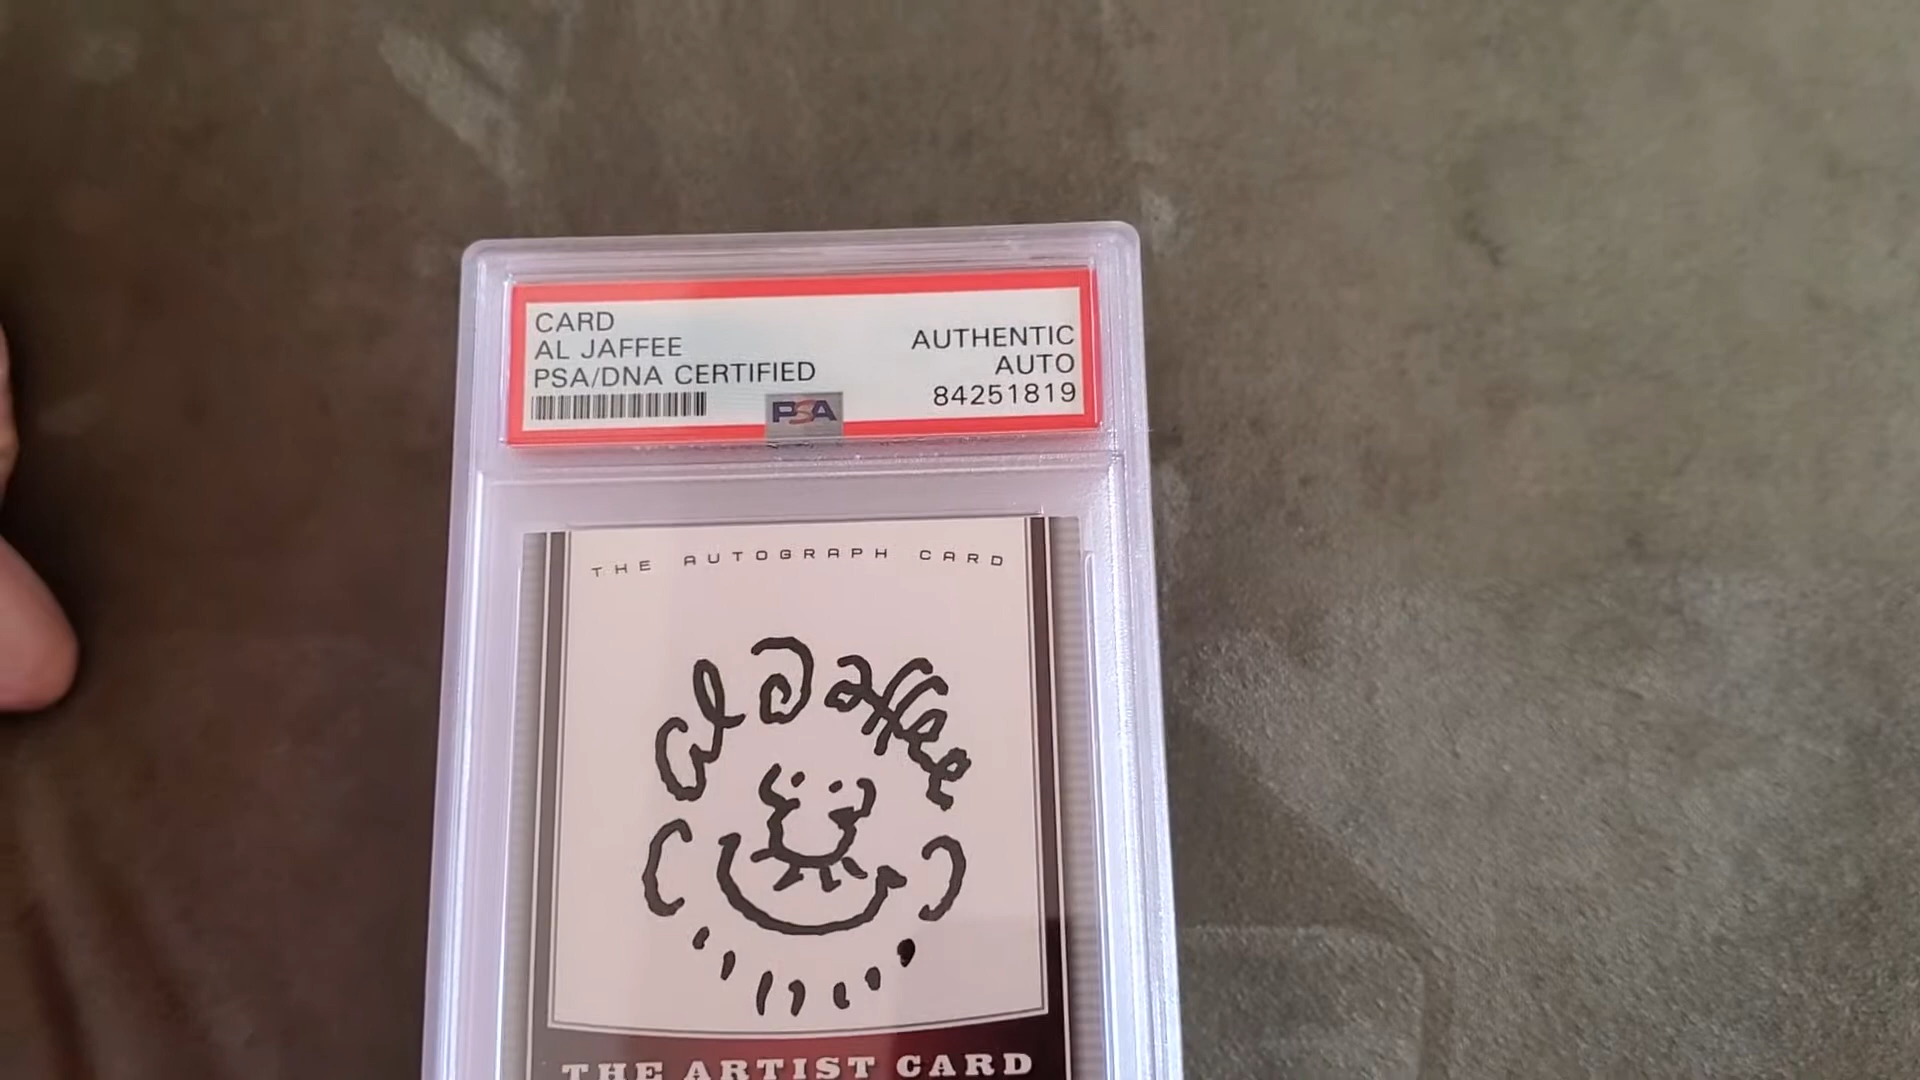 CARD
AL JAFFEE
PSA/DNA CERTIFIED
AUTHENTIC
AUTO
84251819
PSA
THE AUTOGRAPH CARD
al Jaffee
THE ARTIST CARD